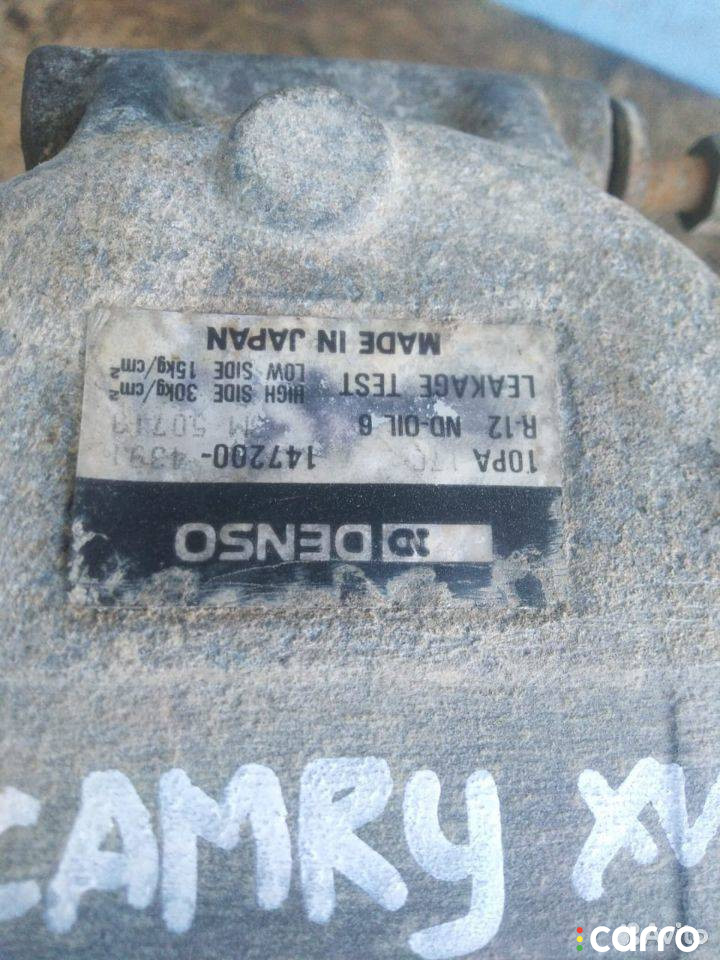 DENSO
10PA 147200-
R-12 ND-OIL 6
LEAKAGE TEST HIGH SIDE 30kg/cm²
LOW SIDE 15kg/cm²
MADE IN JAPAN
CAMRY
carro